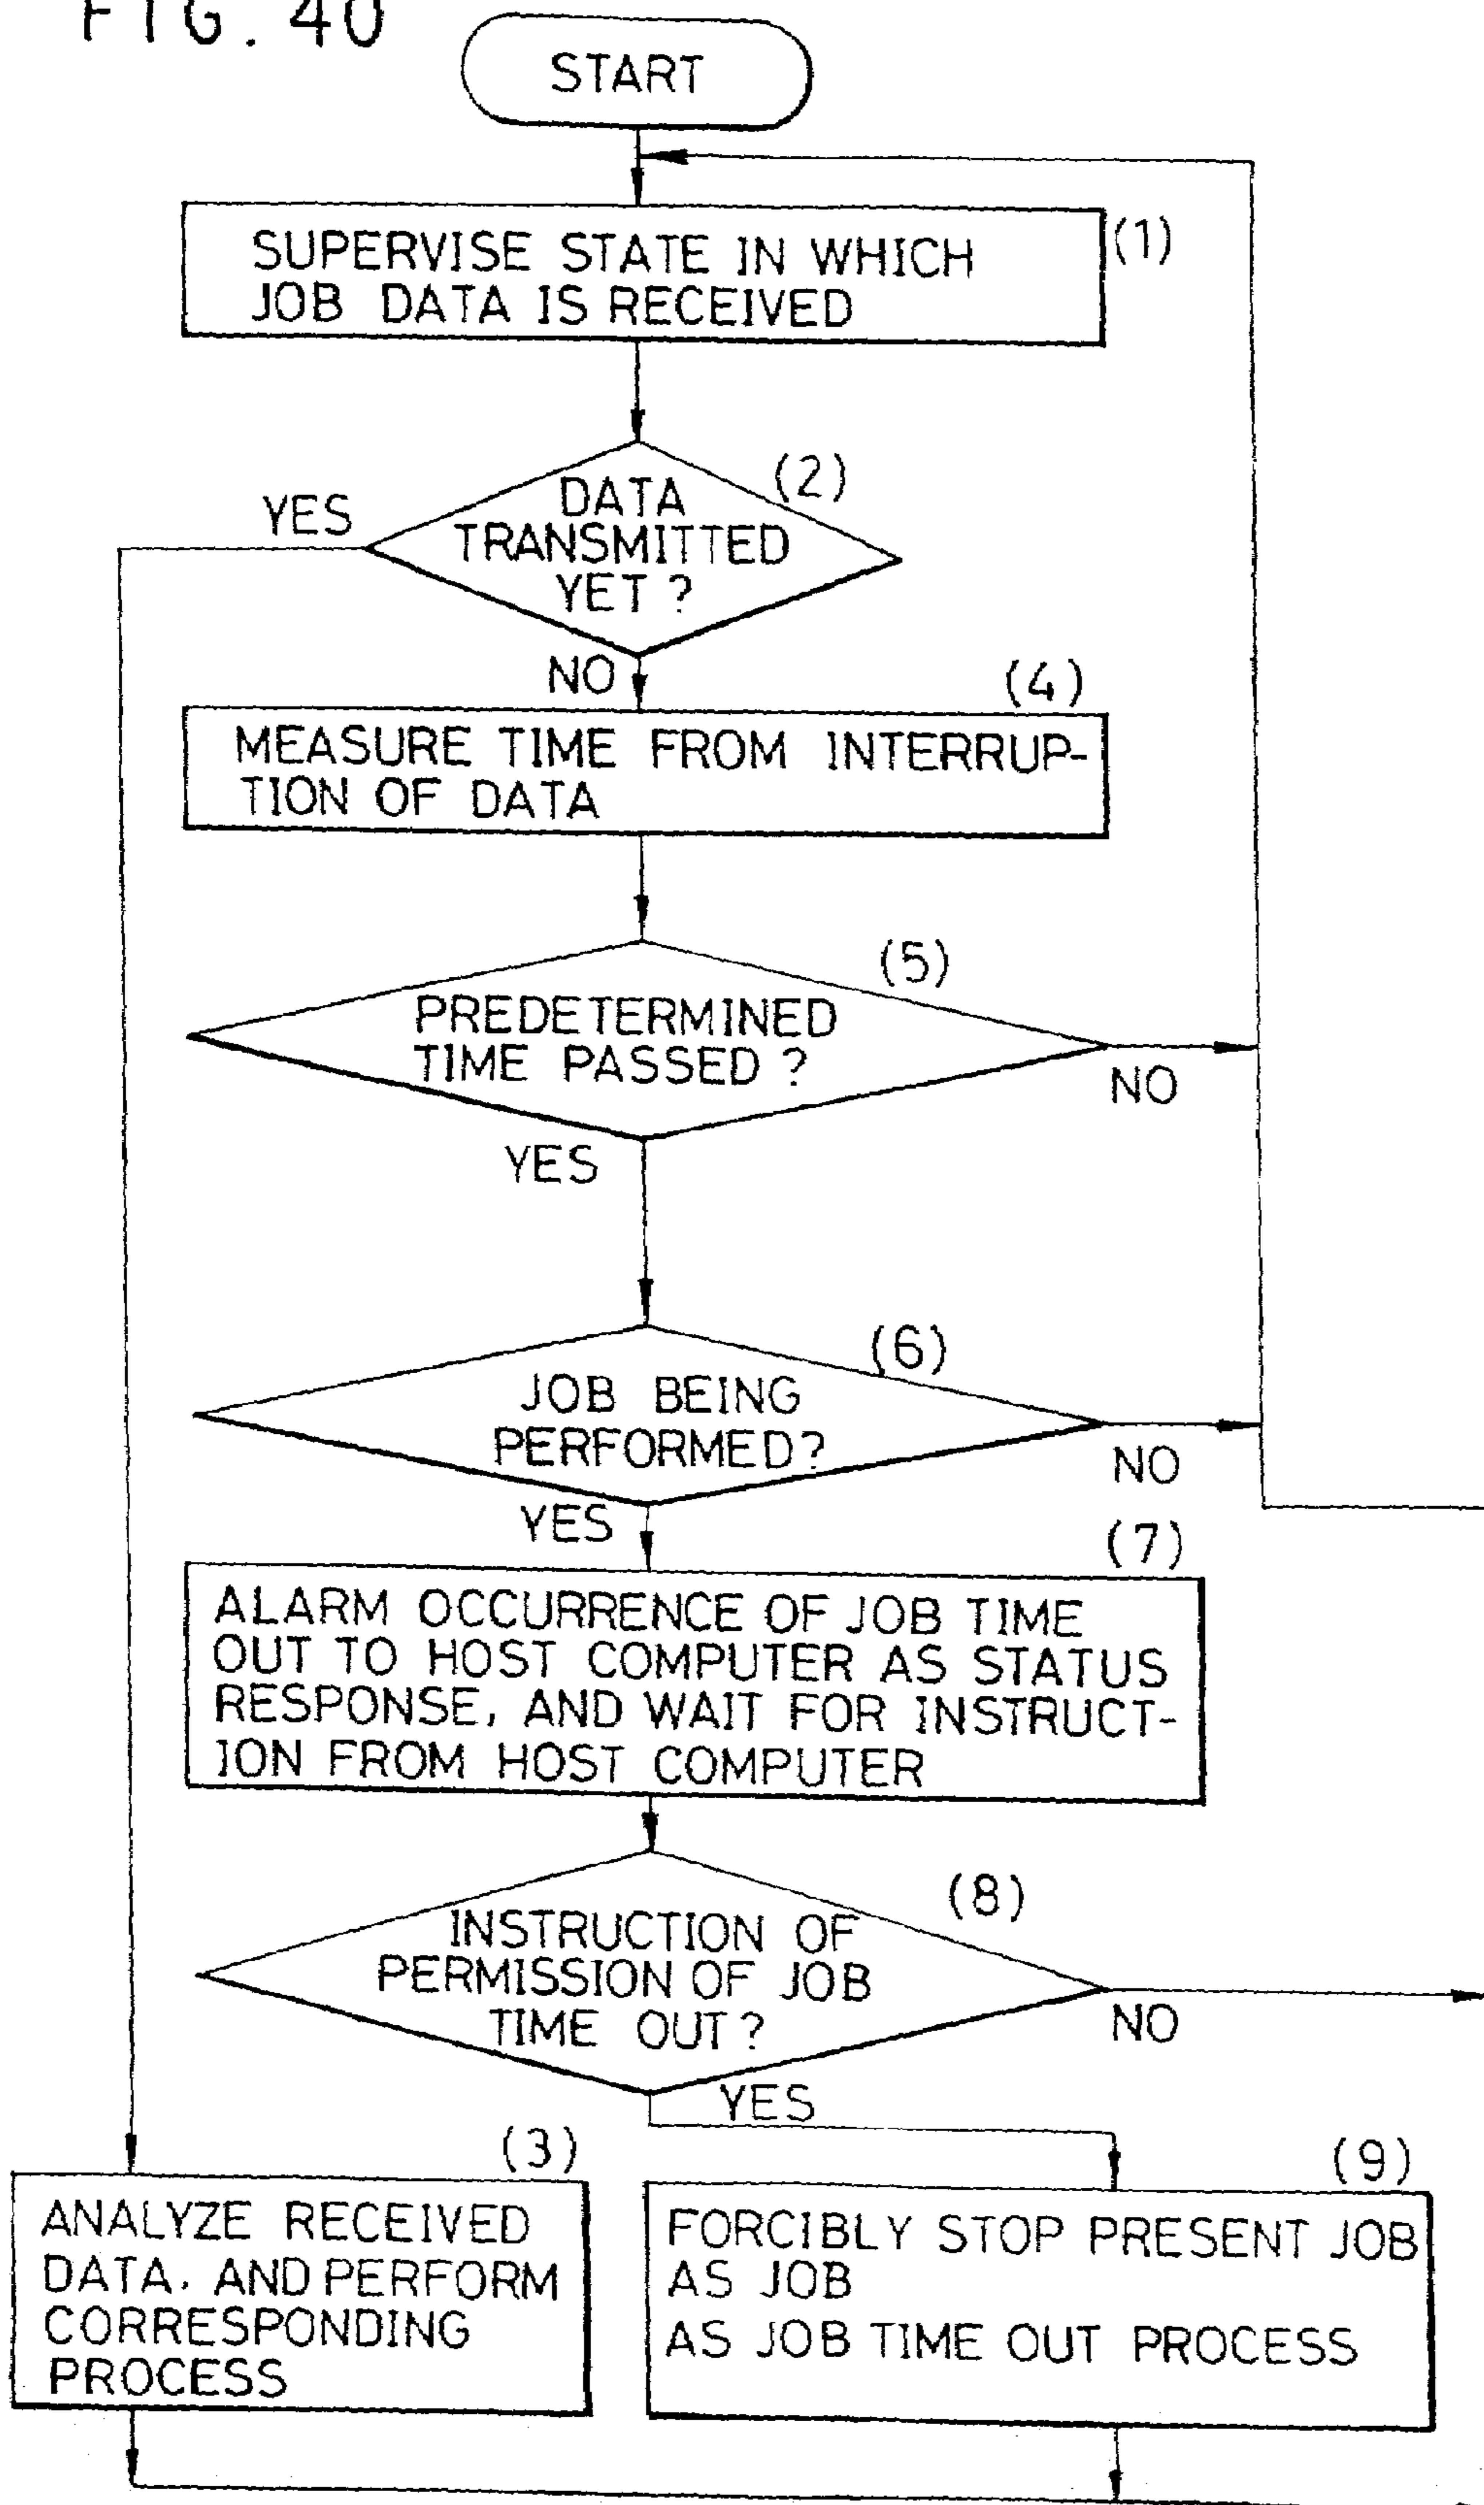 FIG. 40
START
SUPERVISE STATE IN WHICH
JOB DATA IS RECEIVED
(1)
DATA
TRANSMITTED
YET ?
(2)
YES
NO
(4)
MEASURE TIME FROM INTERRUP-
TION OF DATA
(5)
PREDETERMINED
TIME PASSED ?
NO
YES
(6)
JOB BEING
PERFORMED?
NO
YES
(7)
ALARM OCCURRENCE OF JOB TIME
OUT TO HOST COMPUTER AS STATUS
RESPONSE, AND WAIT FOR INSTRUCT-
ION FROM HOST COMPUTER
(8)
INSTRUCTION OF
PERMISSION OF JOB
TIME OUT ?
NO
YES
(3)
ANALYZE RECEIVED
DATA, AND PERFORM
CORRESPONDING
PROCESS
(9)
FORCIBLY STOP PRESENT JOB
AS JOB
AS JOB TIME OUT PROCESS